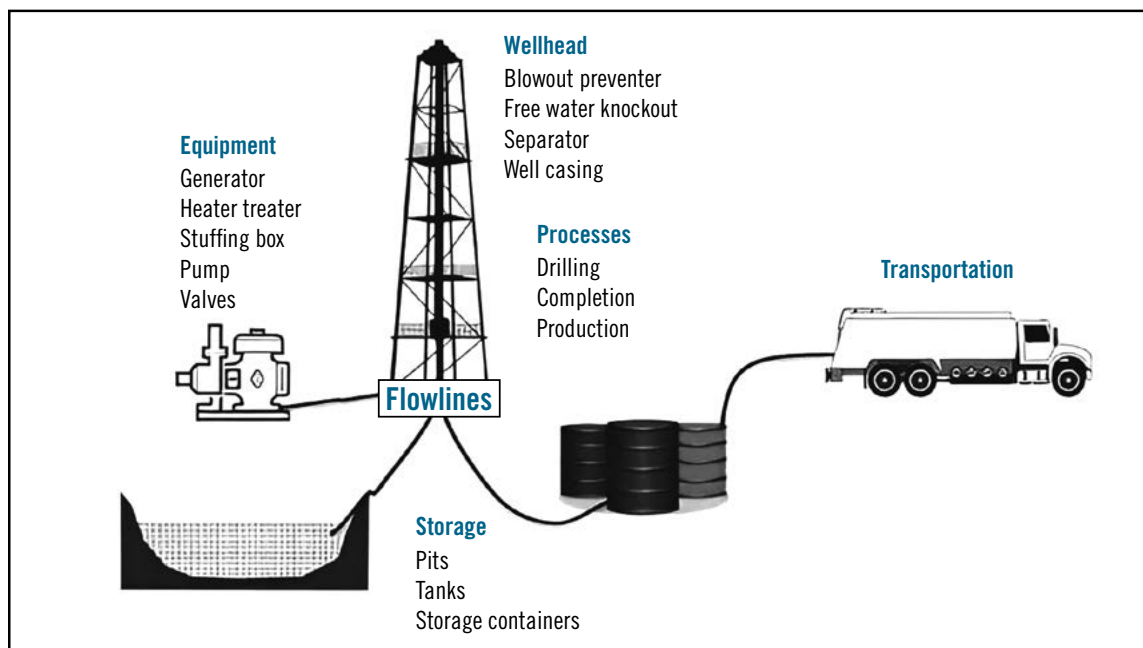 Wellhead
Blowout preventer
Free water knockout
Separator
Well casing
Equipment
Generator
Heater treater
Stuffing box
Pump
Valves
Processes
Drilling
Completion
Production
Transportation
Flowlines
Storage
Pits
Tanks
Storage containers